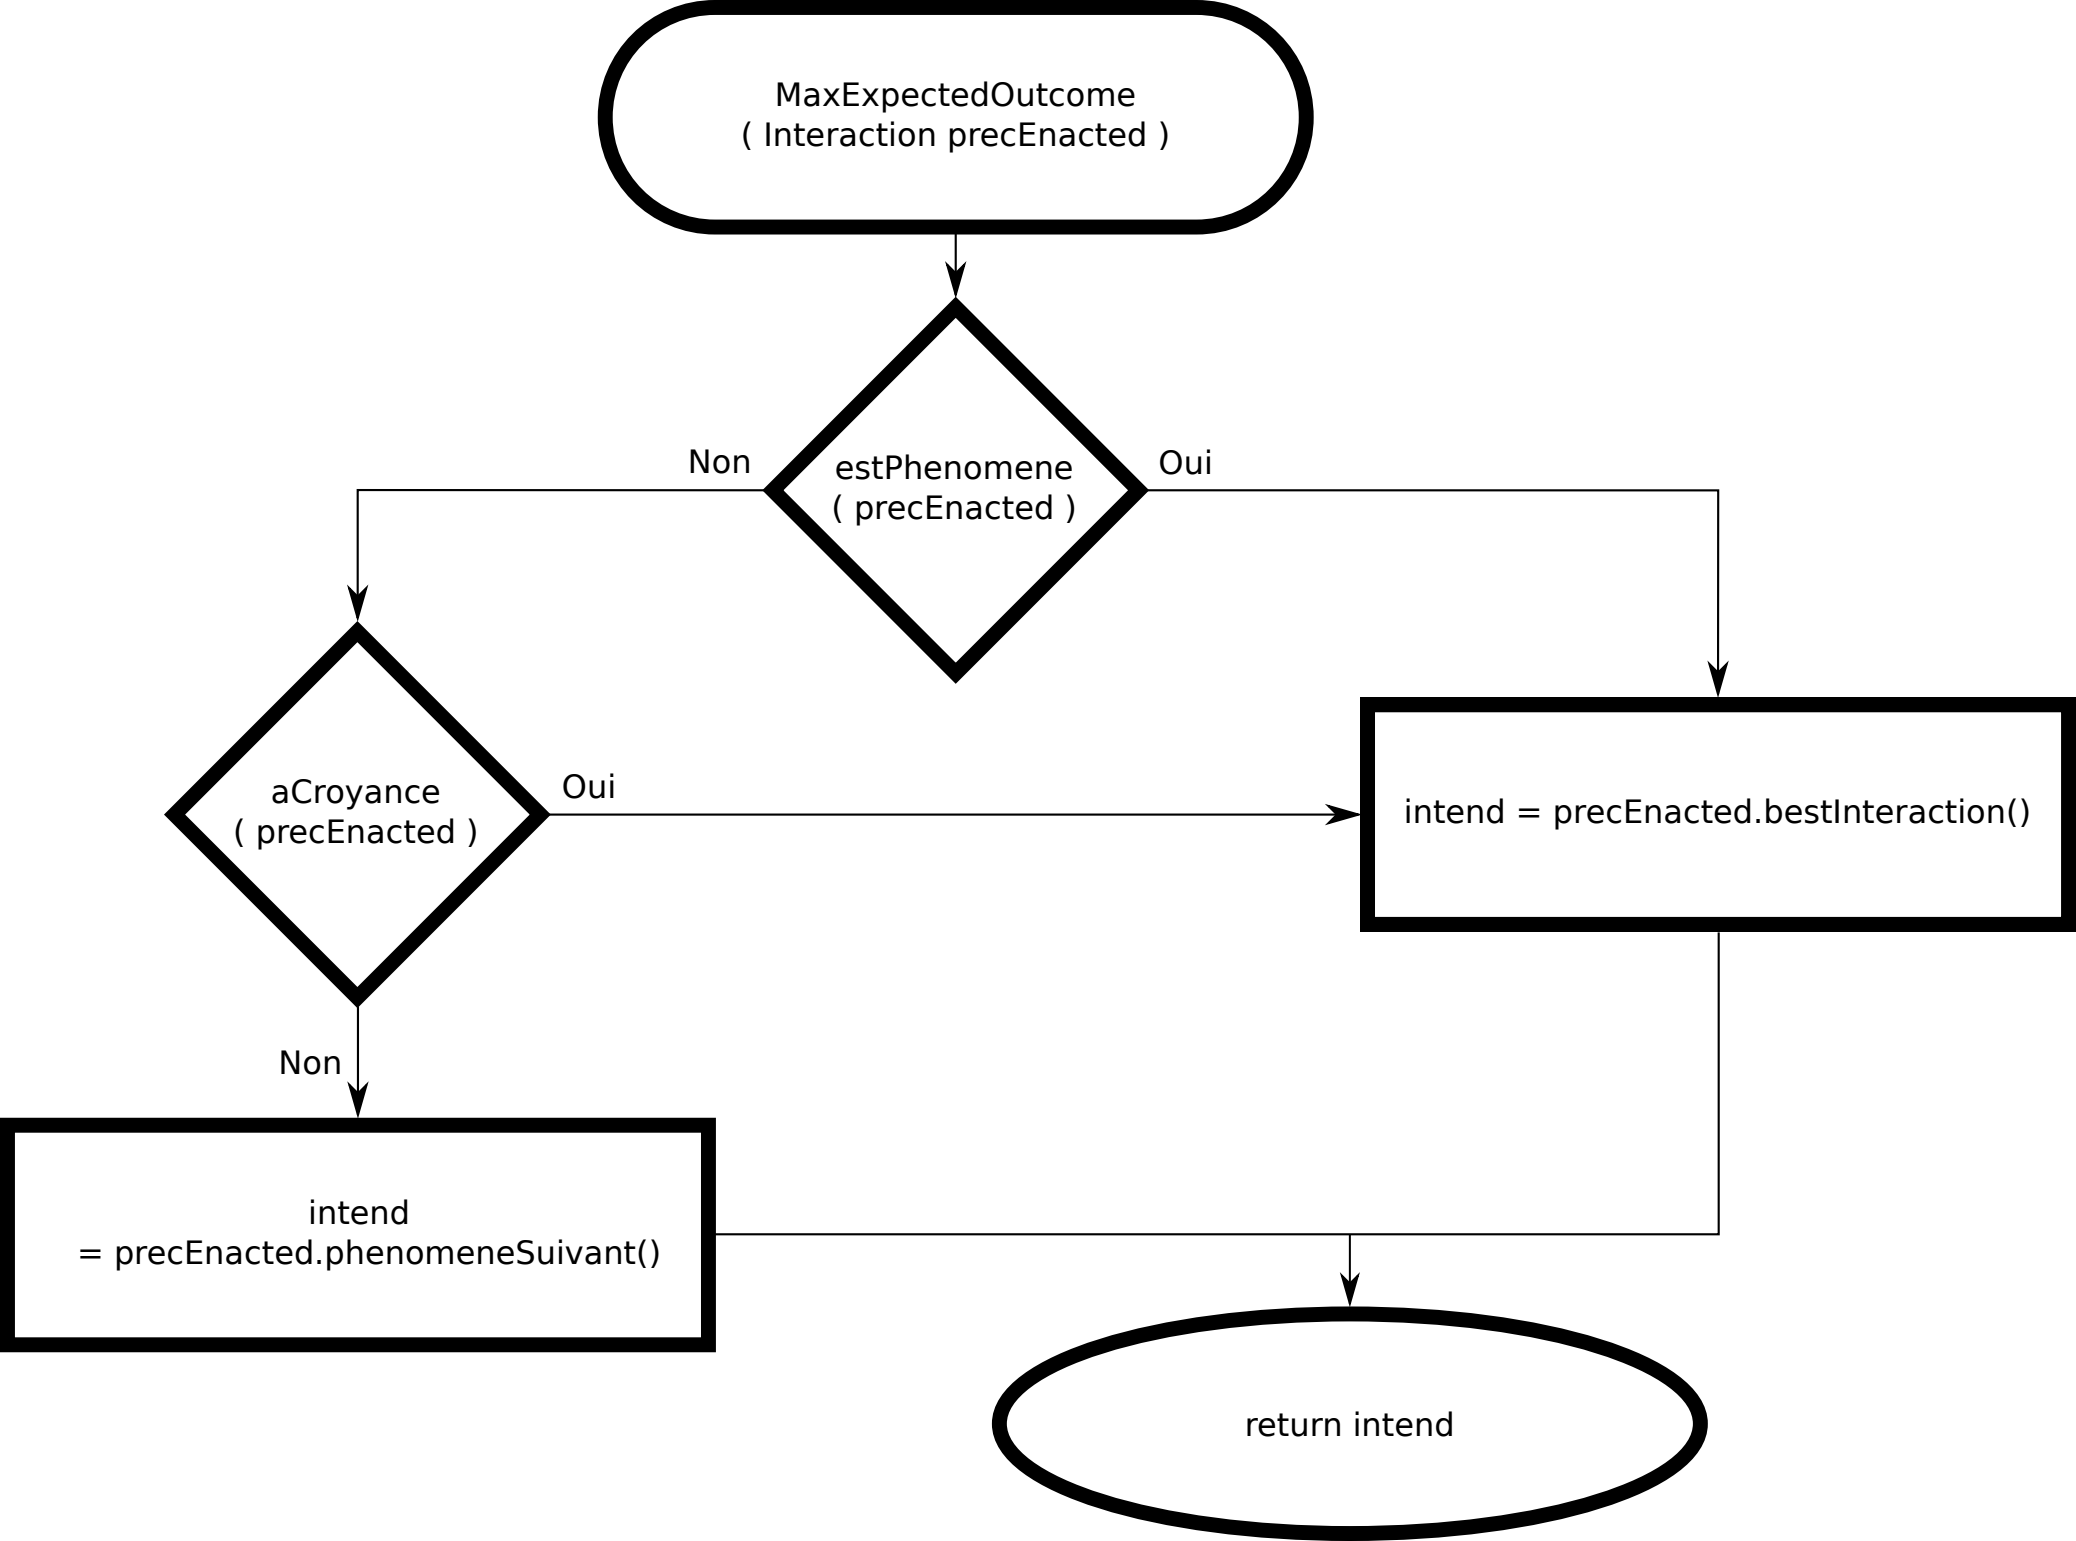 MaxExpectedOutcome
( Interaction precEnacted )
Non
Oui
estPhenomene
( precEnacted )
aCroyance
( precEnacted )
Oui
intend = precEnacted.bestInteraction()
Non
intend
= precEnacted.phenomeneSuivant()
return intend